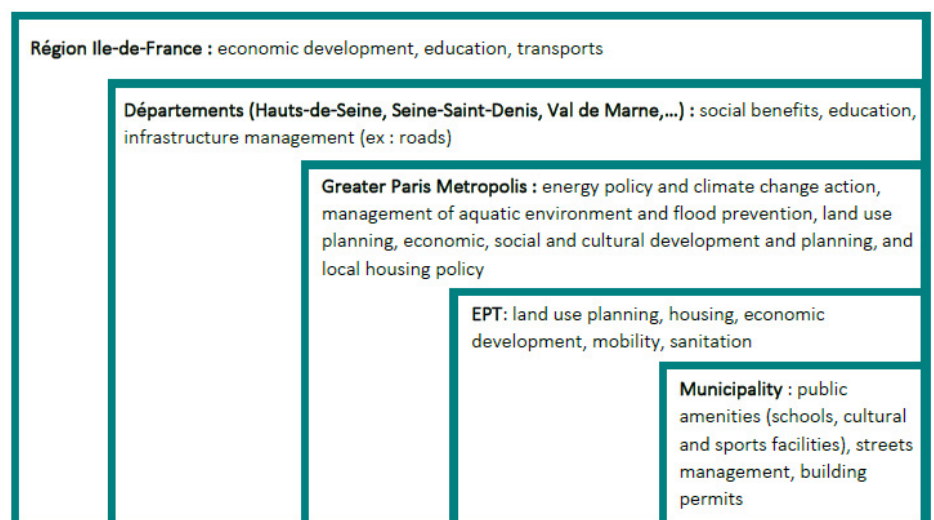 Région Ile-de-France : economic development, education, transports
Départements (Hauts-de-Seine, Seine-Saint-Denis, Val de Marne,...) : social benefits, education,
infrastructure management (ex : roads)
Greater Paris Metropolis : energy policy and climate change action,
management of aquatic environment and flood prevention, land use
planning, economic, social and cultural development and planning, and
local housing policy
EPT: land use planning, housing, economic
development, mobility, sanitation
Municipality : public
amenities (schools, cultural
and sports facilities), streets
management, building
permits